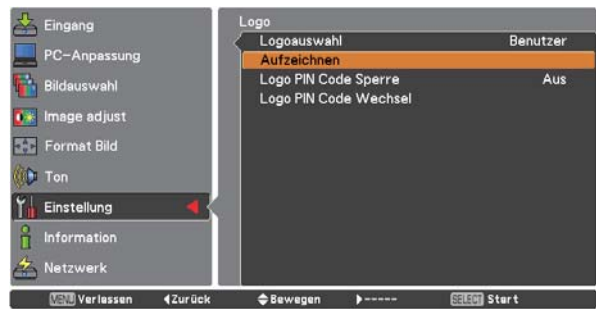 Eingang
PC-Anpassung
Bildauswahl
Image adjust
Format Bild
Ton
Einstellung
Information
Netzwerk
Logo
Logoauswahl Benutzer
Aufzeichnen
Logo PIN Code Sperre Aus
Logo PIN Code Wechsel
MENU Verlassen Zurück Bewegen ----- SELECT Start